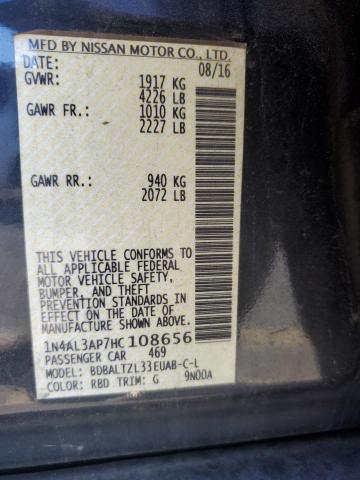 MFD BY NISSAN MOTOR CO., LTD.
DATE: 08/16
GVWR: 1917 KG
4226 LB
GAWR FR.: 1010 KG
2227 LB
GAWR RR.: 940 KG
2072 LB
THIS VEHICLE CONFORMS TO
ALL APPLICABLE FEDERAL
MOTOR VEHICLE SAFETY,
BUMPER, AND THEFT
PREVENTION STANDARDS IN
EFFECT ON THE DATE OF
MANUFACTURE SHOWN ABOVE.
1N4AL3AP7HC108656
PASSENGER CAR 469
MODEL: BDBALTZL33EUAB-C-L
COLOR: RBD TRIM: G 9N00A